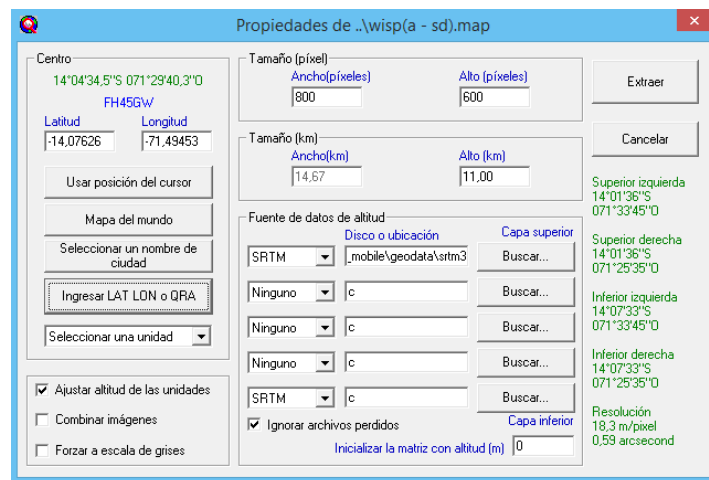 Propiedades de ..\wisp(a - sd).map
Centro
14°04'34,5"S 071°29'40,3"O
FH45GW
Latitud Longitud
-14,07626 -71,49453
Usar posición del cursor
Mapa del mundo
Seleccionar un nombre de
ciudad
Ingresar LAT LON o QRA
Seleccionar una unidad
Ajustar altitud de las unidades
Combinar imágenes
Forzar a escala de grises
Tamaño (píxel)
Ancho(píxeles) Alto (píxeles)
800 600
Tamaño (km)
Ancho(km) Alto (km)
14,67 11,00
Fuente de datos de altitud
Disco o ubicación Capa superior
SRTM _mobile\geodata\srtm3 Buscar...
Ninguno c Buscar...
Ninguno c Buscar...
Ninguno c Buscar...
SRTM c Buscar...
Ignorar archivos perdidos Capa inferior
Inicializar la matriz con altitud (m) 0
Extraer
Cancelar
Superior izquierda
14°01'36"S
071°33'45"O
Superior derecha
14°01'36"S
071°25'35"O
Inferior izquierda
14°07'33"S
071°33'45"O
Inferior derecha
14°07'33"S
071°25'35"O
Resolución
18,3 m/pixel
0,59 arcsecond